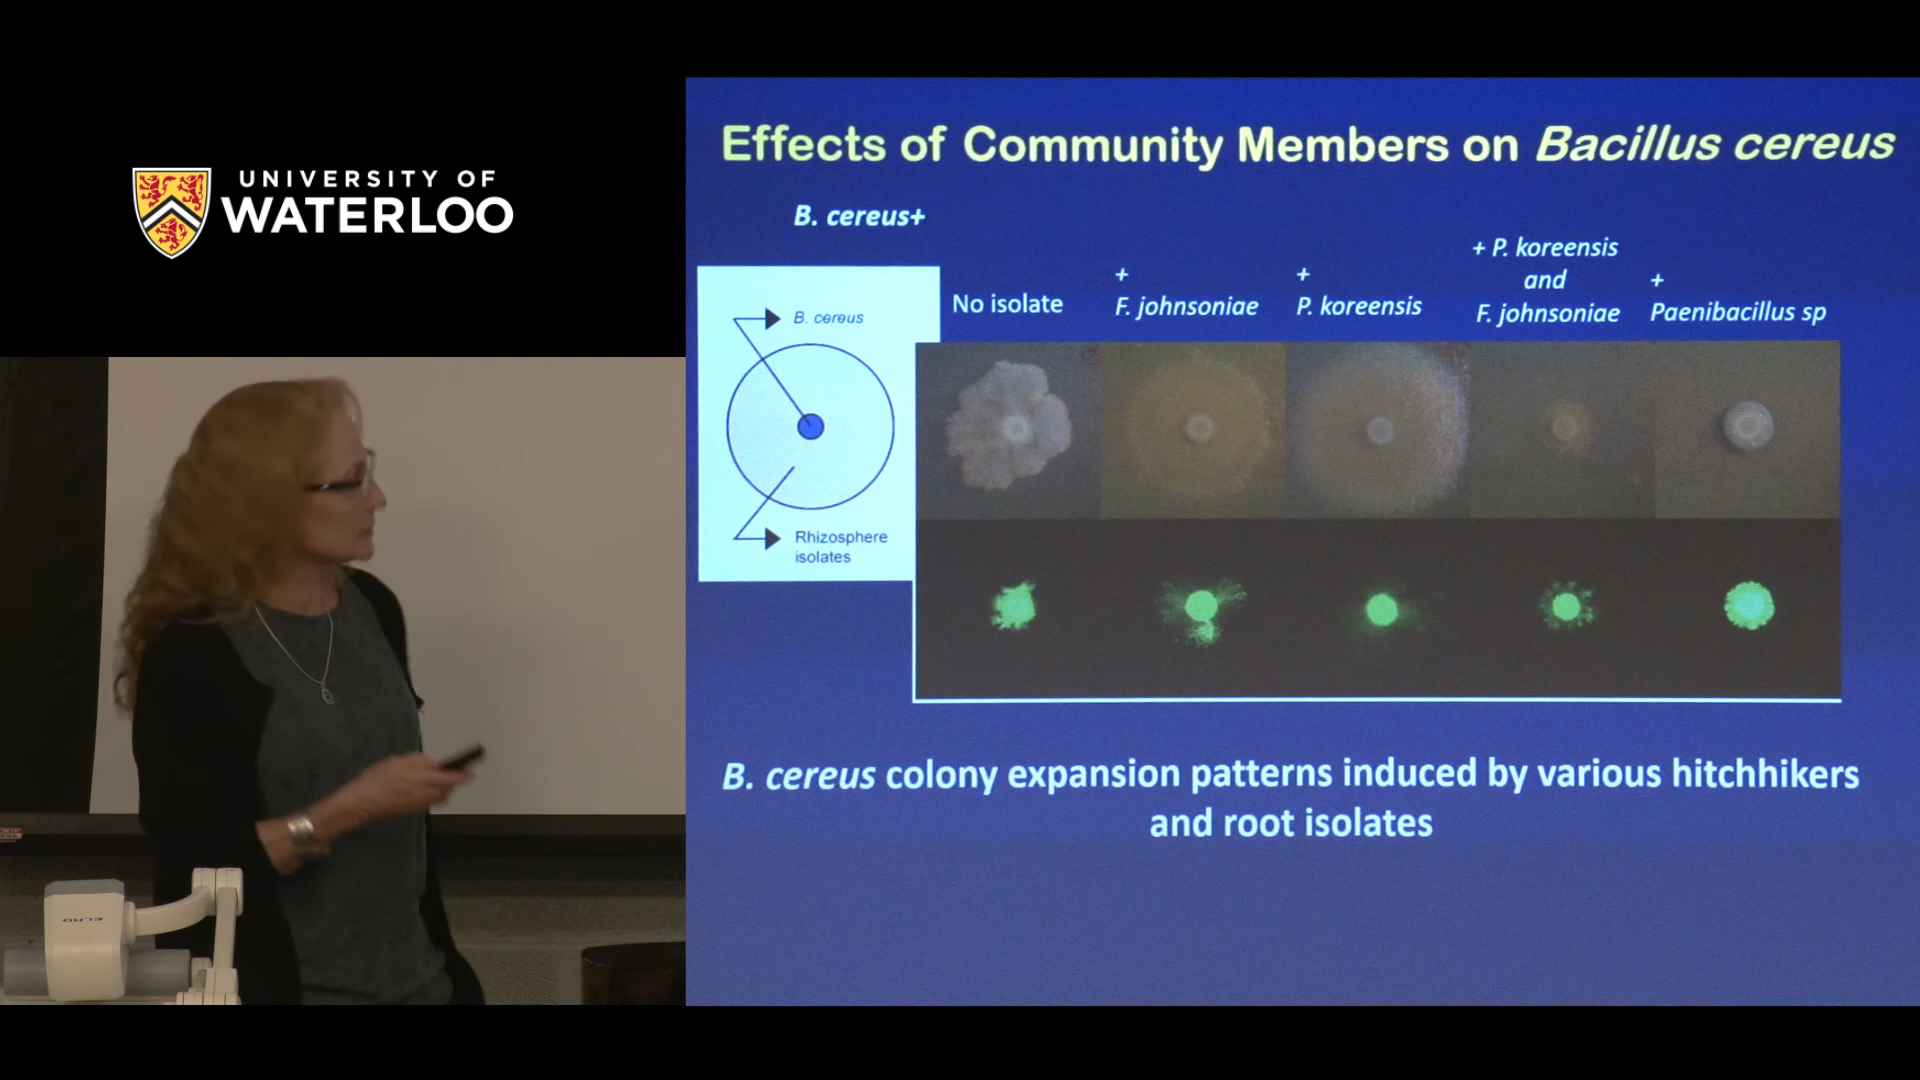 UNIVERSITY OF
WATERLOO
Effects of Community Members on Bacillus cereus
B. cereus+
B. cereus
Rhizosphere
isolates
No isolate
+
F. johnsoniae
+
P. koreensis
+ P. koreensis
and
F. johnsoniae
+
Paenibacillus sp
B. cereus colony expansion patterns induced by various hitchhikers
and root isolates
ELMO